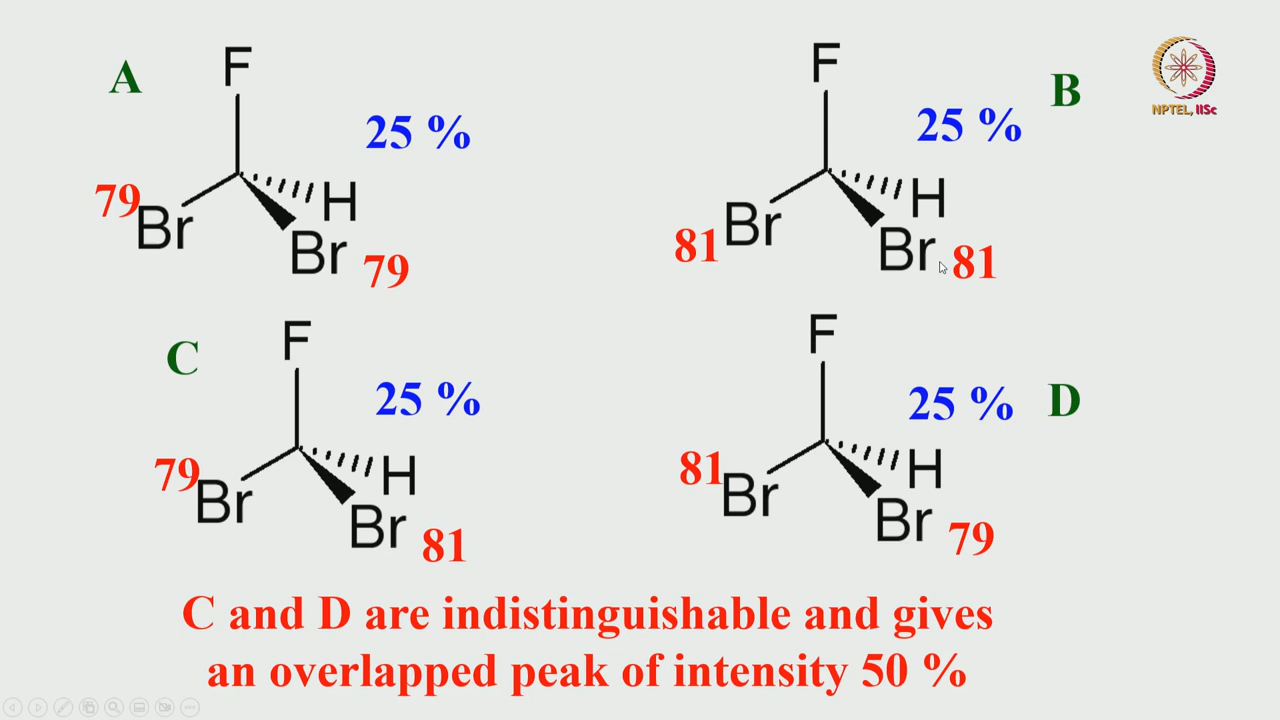 A
F
25 %
79
Br
H
Br
79
F
25 %
B
NPTEL, IISc
81
Br
H
Br
81
C
F
25 %
79
Br
H
Br
81
F
25 %
D
81
Br
H
Br
79
C and D are indistinguishable and gives
an overlapped peak of intensity 50 %